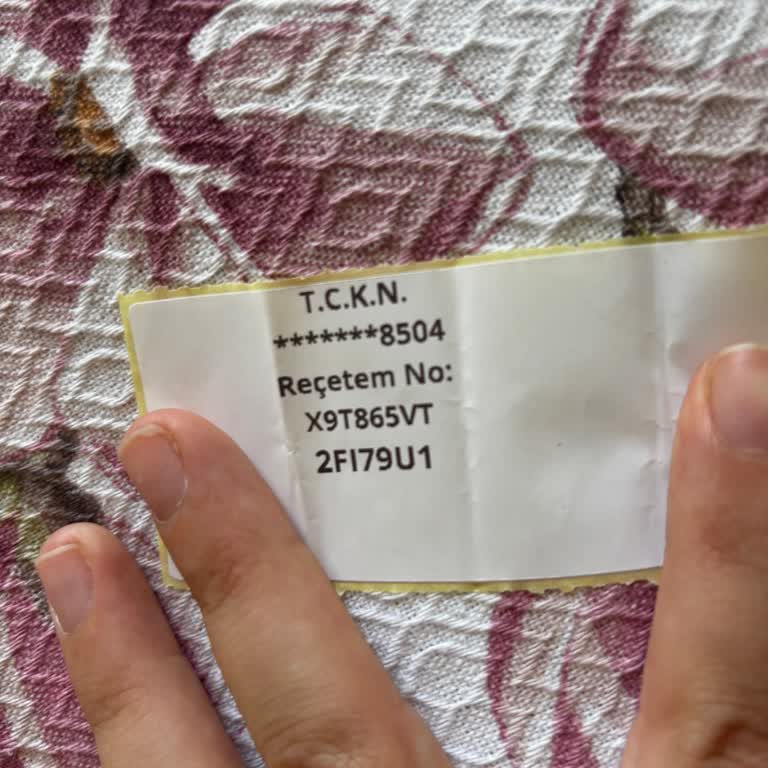 T.C.K.N.
*******8504
Reçetem No:
X9T865VT
2FI79U1